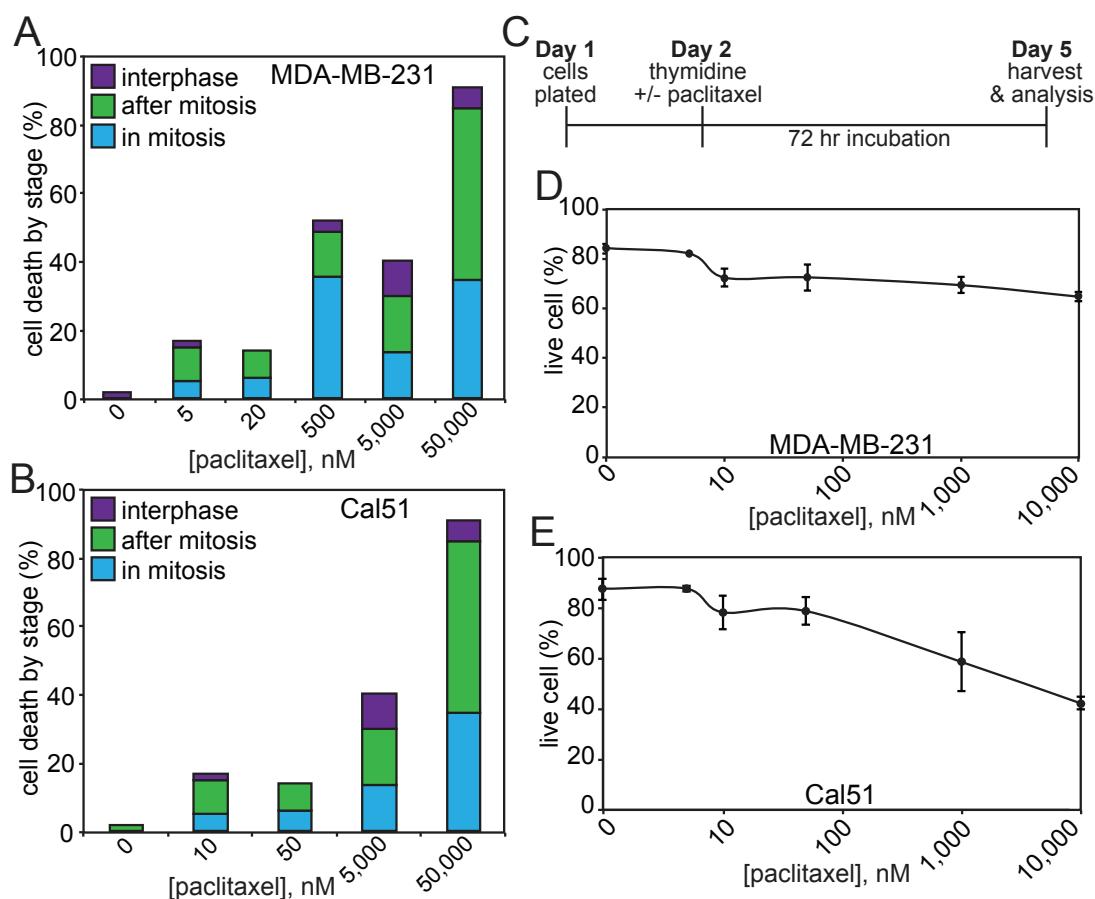 A
100
80
60
40
20
0
cell death by stage (%)
MDA-MB-231
interphase
after mitosis
in mitosis
0
5
20
500
5,000
50,000
[paclitaxel], nM
B
100
80
60
40
20
0
cell death by stage (%)
Cal51
interphase
after mitosis
in mitosis
0
10
50
5,000
50,000
[paclitaxel], nM
C
Day 1
cells
plated
Day 2
thymidine
+/- paclitaxel
Day 5
harvest
& analysis
72 hr incubation
D
100
80
60
40
20
0
live cell (%)
MDA-MB-231
0
10
100
1,000
10,000
[paclitaxel], nM
E
100
80
60
40
20
0
live cell (%)
Cal51
0
10
100
1,000
10,000
[paclitaxel], nM